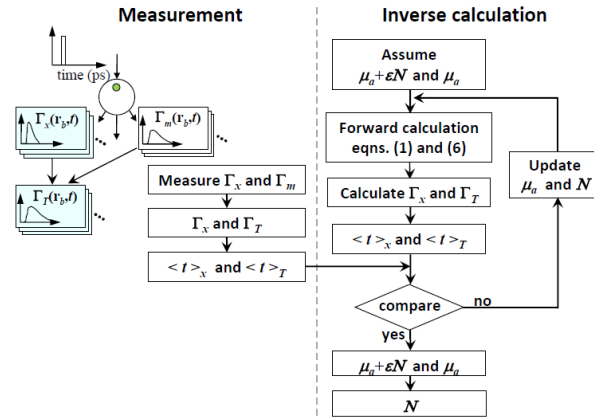 Measurement
time (ps)
Γx(rb,t)
Γm(rb,t)
ΓT(rb,t)
Measure Γx and Γm
Γx and ΓT
< t >x and < t >T
Inverse calculation
Assume
μa+εN and μa
Forward calculation
eqns. (1) and (6)
Calculate Γx and ΓT
< t >x and < t >T
compare
no
Update
μa and N
yes
μa+εN and μa
N